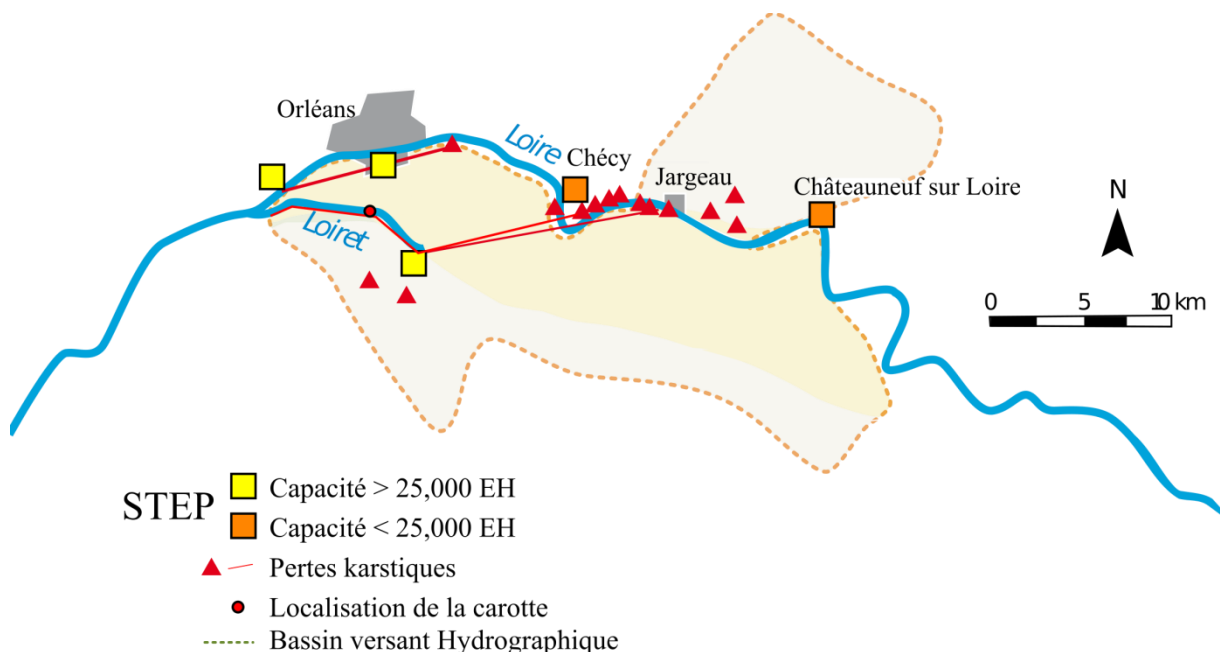 Orléans
Loire
Chécy
Jargeau
Châteauneuf sur Loire
N
Loiret
0 5 10 km
STEP
Capacité > 25,000 EH
Capacité < 25,000 EH
Pertes karstiques
Localisation de la carotte
Bassin versant Hydrographique